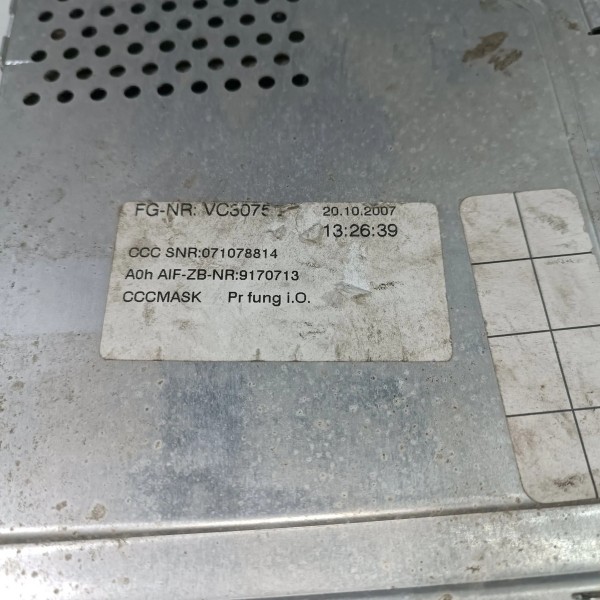 FG-NR: VC3075 20.10.2007
13:26:39
CCC SNR:071078814
A0h AIF-ZB-NR:9170713
CCCMASK Pr fung i.O.